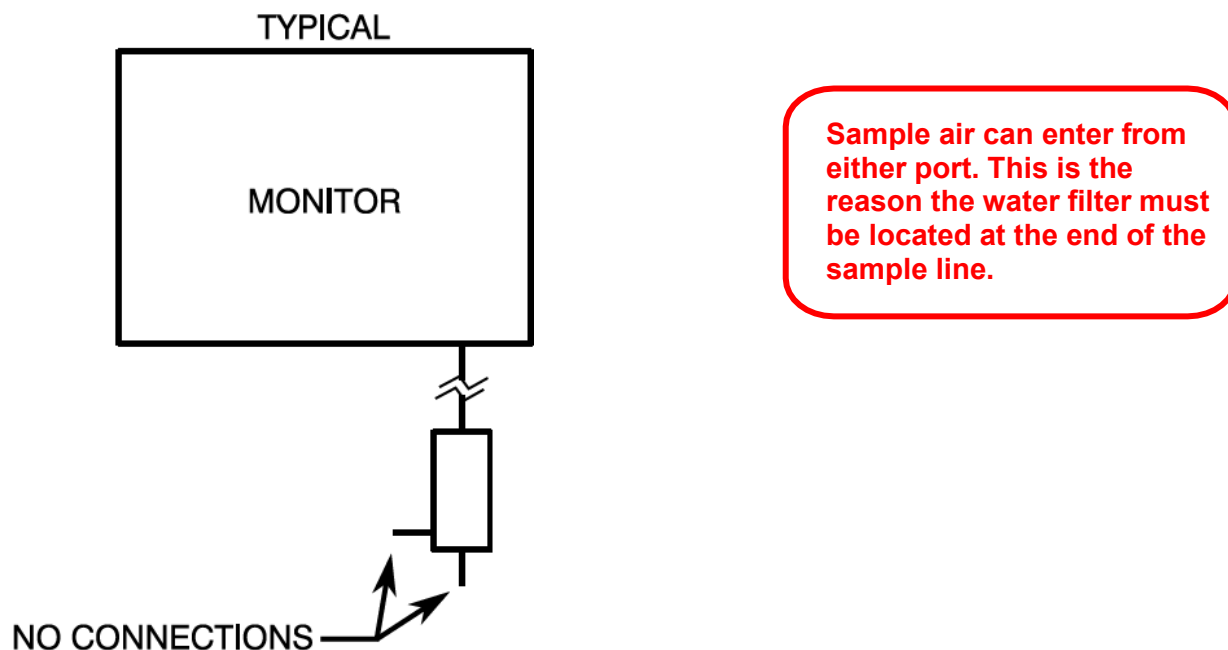 TYPICAL
MONITOR
Sample air can enter from
either port. This is the
reason the water filter must
be located at the end of the
sample line.
NO CONNECTIONS